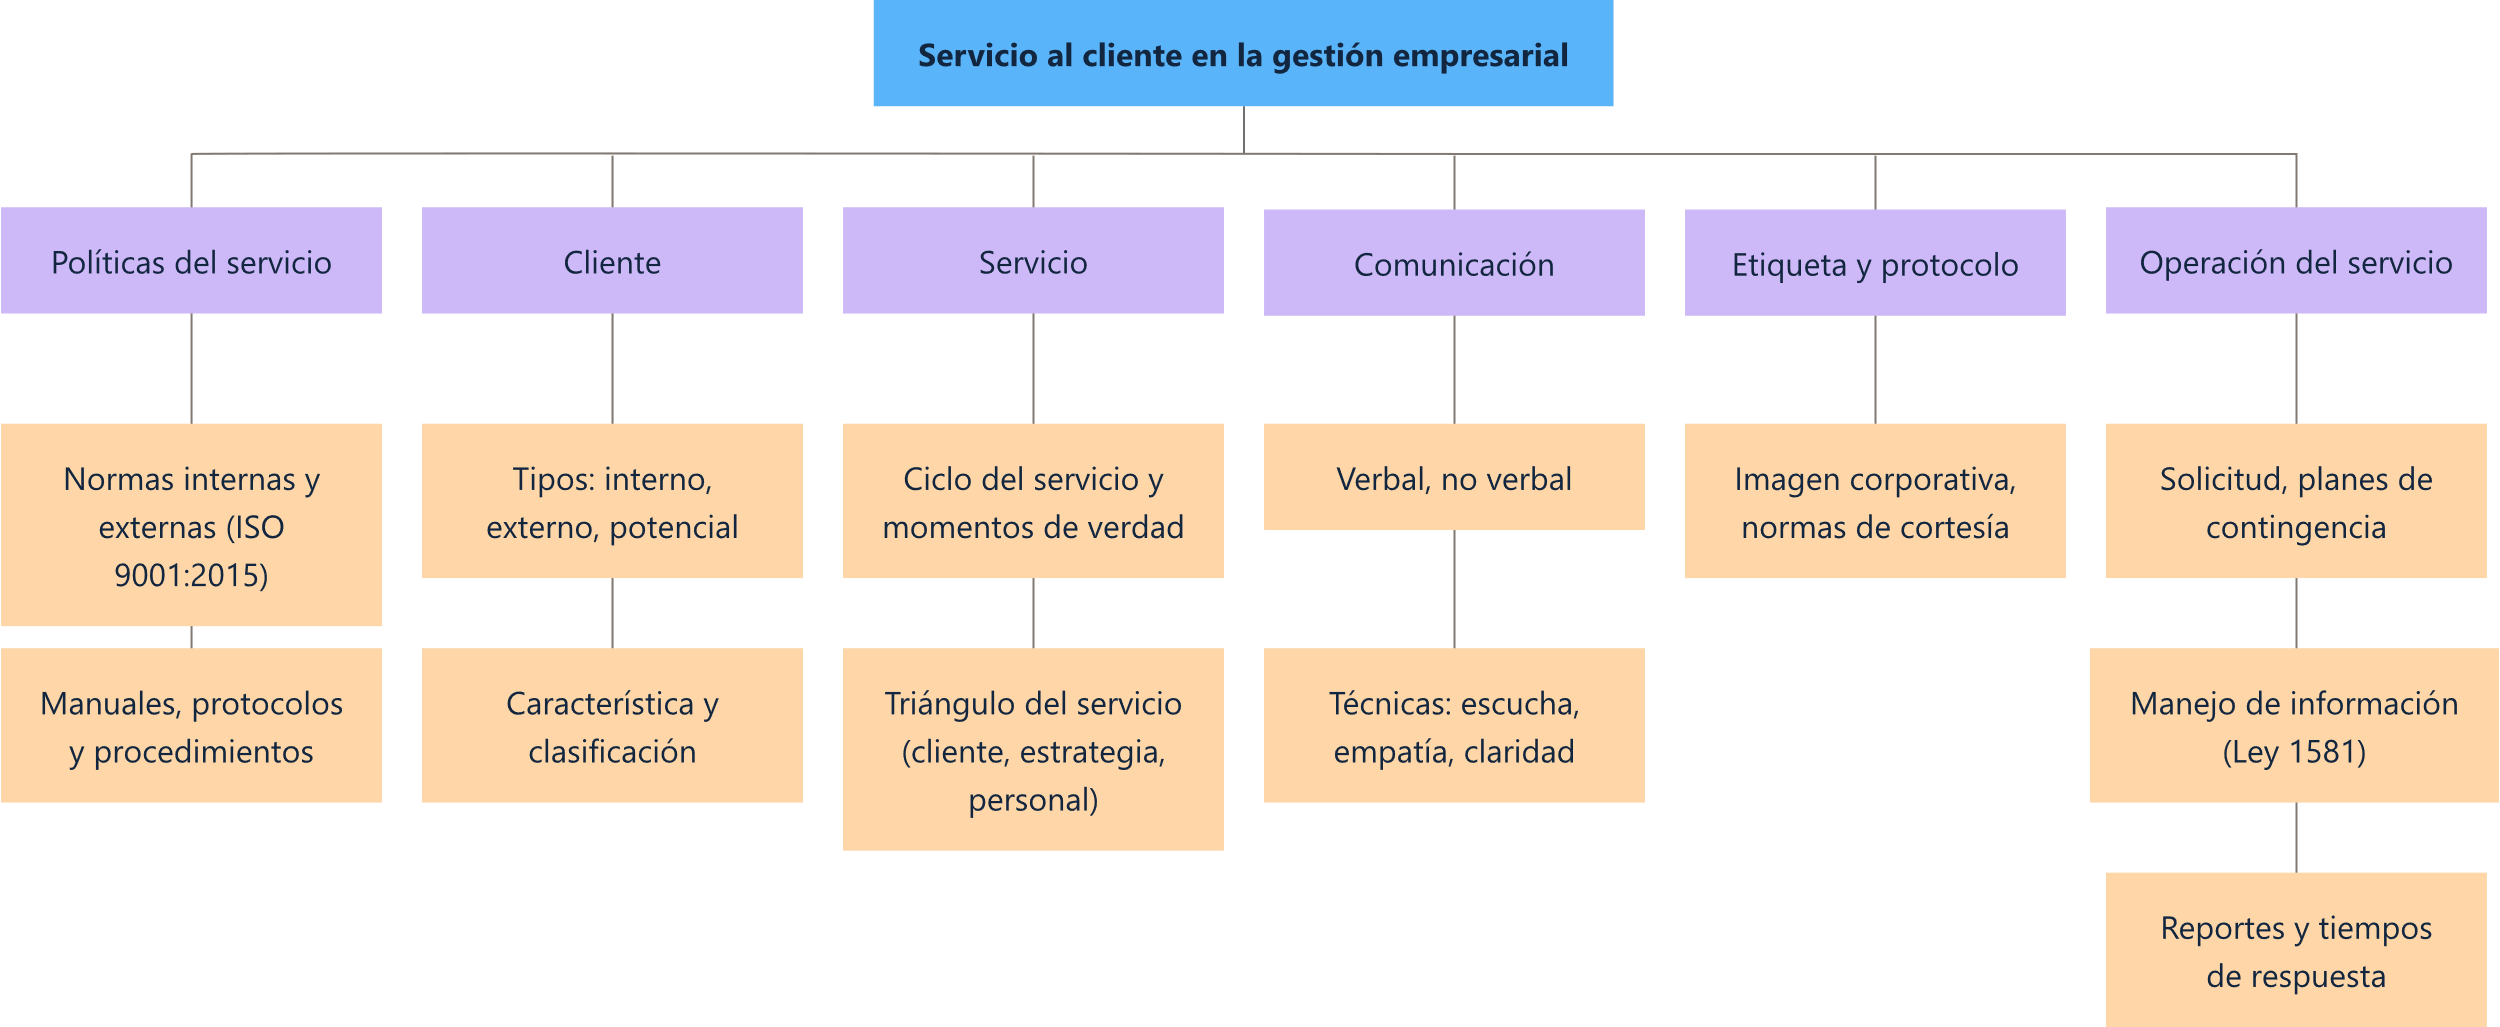 Servicio al cliente en la gestión empresarial
Políticas del servicio
Cliente
Servicio
Comunicación
Etiqueta y protocolo
Operación del servicio
Normas internas y
externas (ISO
9001:2015)
Tipos: interno,
externo, potencial
Ciclo del servicio y
momentos de verdad
Verbal, no verbal
Imagen corporativa,
normas de cortesía
Solicitud, planes de
contingencia
Manuales, protocolos
y procedimientos
Característica y
clasificación
Triángulo del servicio
(cliente, estrategia,
personal)
Técnicas: escucha,
empatía, claridad
Manejo de información
(Ley 1581)
Reportes y tiempos
de respuesta